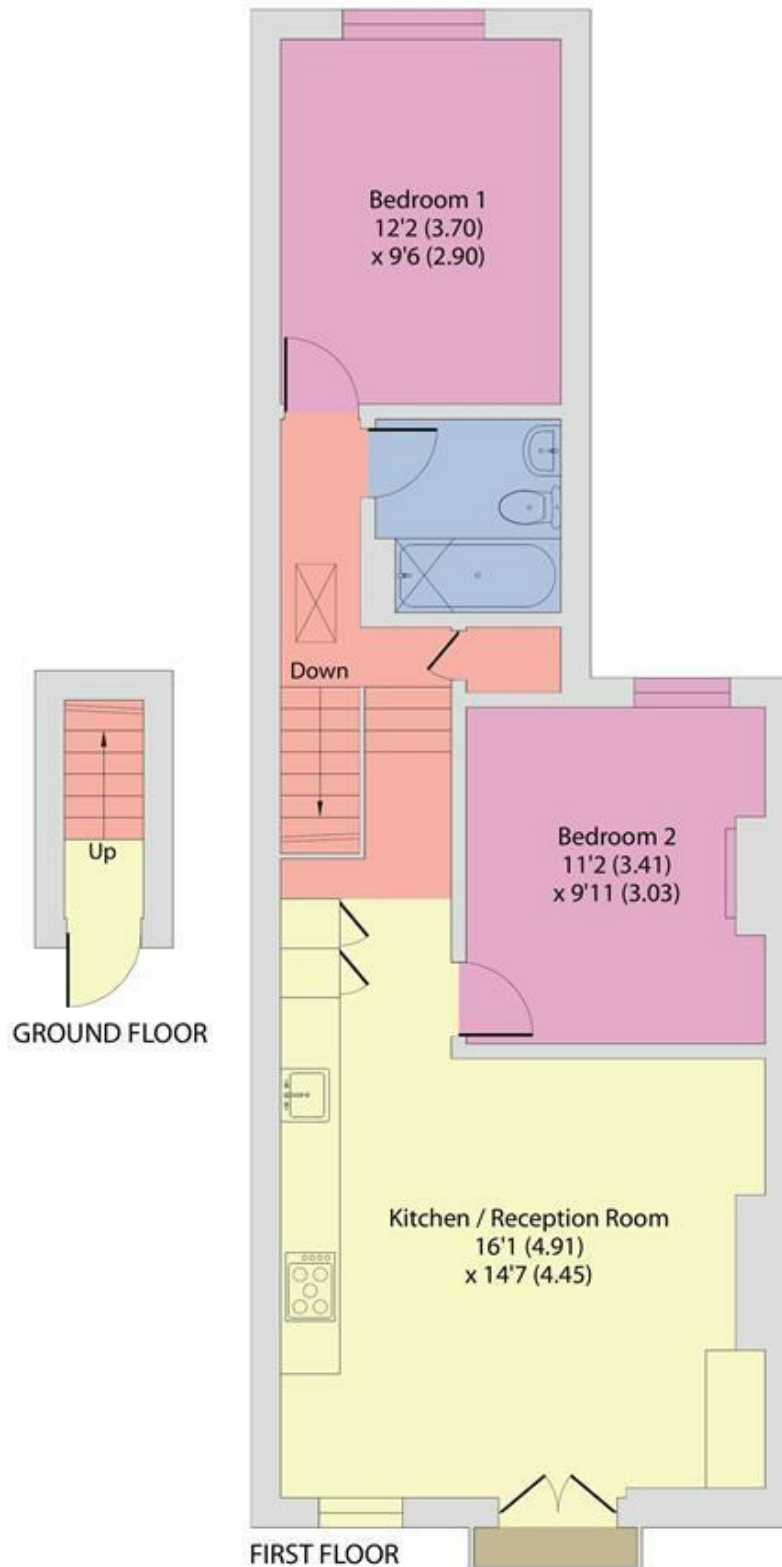 Bedroom 1
12'2 (3.70)
x 9'6 (2.90)
Down
Up
GROUND FLOOR
Bedroom 2
11'2 (3.41)
x 9'11 (3.03)
Kitchen / Reception Room
16'1 (4.91)
x 14'7 (4.45)
FIRST FLOOR